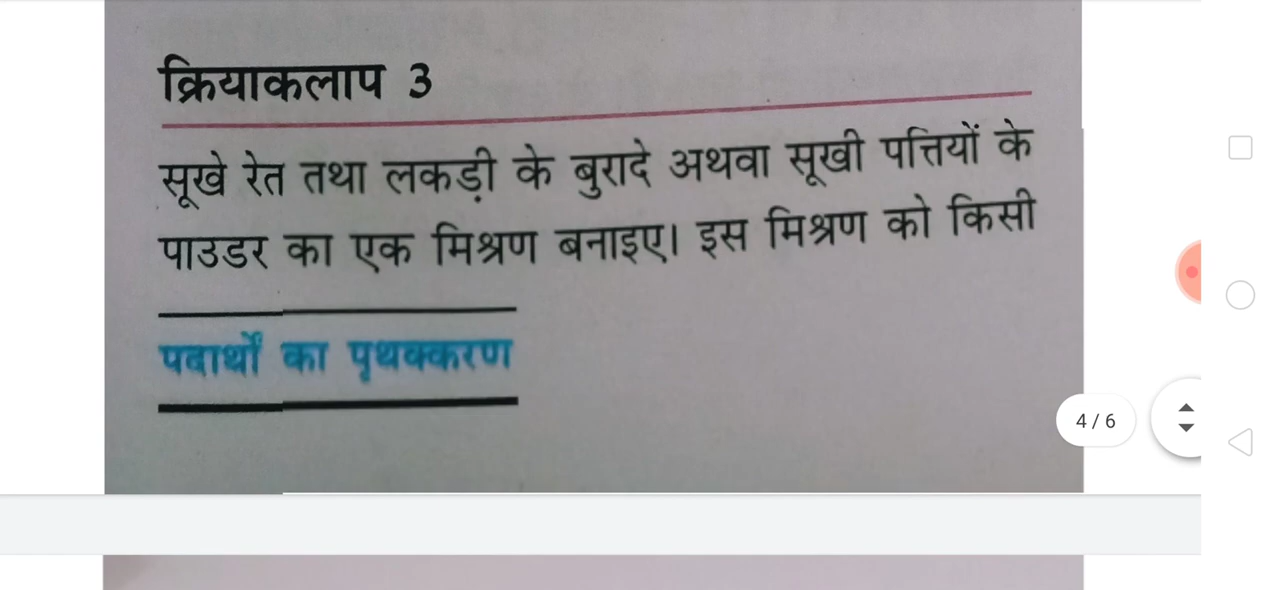 क्रियाकलाप 3
सूखे रेत तथा लकड़ी के बुरादे अथवा सूखी पत्तियों के
पाउडर का एक मिश्रण बनाइए। इस मिश्रण को किसी
पदार्थों का पृथक्करण
4 / 6